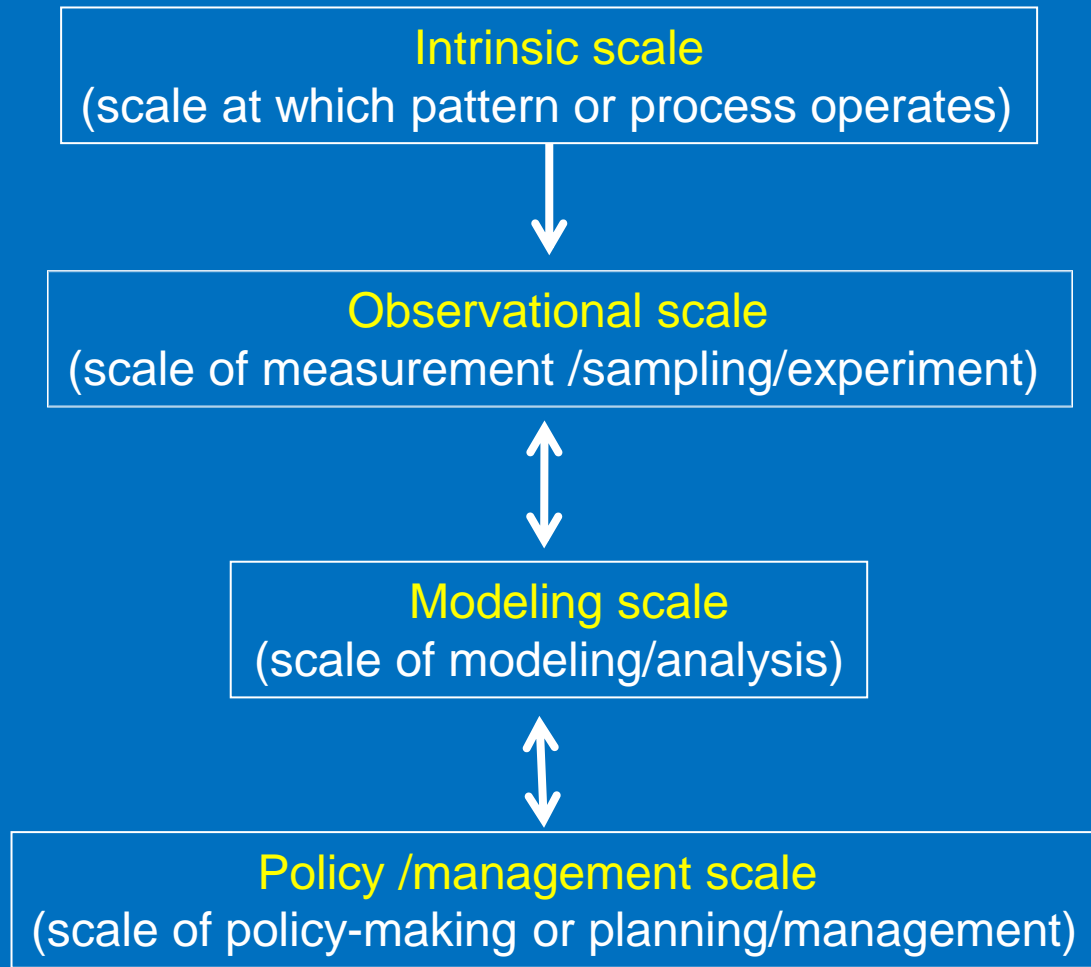 Intrinsic scale
(scale at which pattern or process operates)
Observational scale
(scale of measurement /sampling/experiment)
Modeling scale
(scale of modeling/analysis)
Policy /management scale
(scale of policy-making or planning/management)